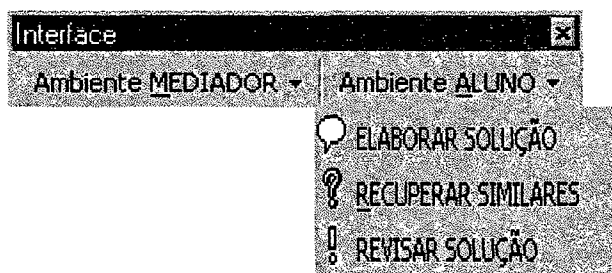 Interface
Ambiente MEDIADOR Ambiente ALUNO
ELABORAR SOLUÇÃO
RECUPERAR SIMILARES
REVISAR SOLUÇÃO